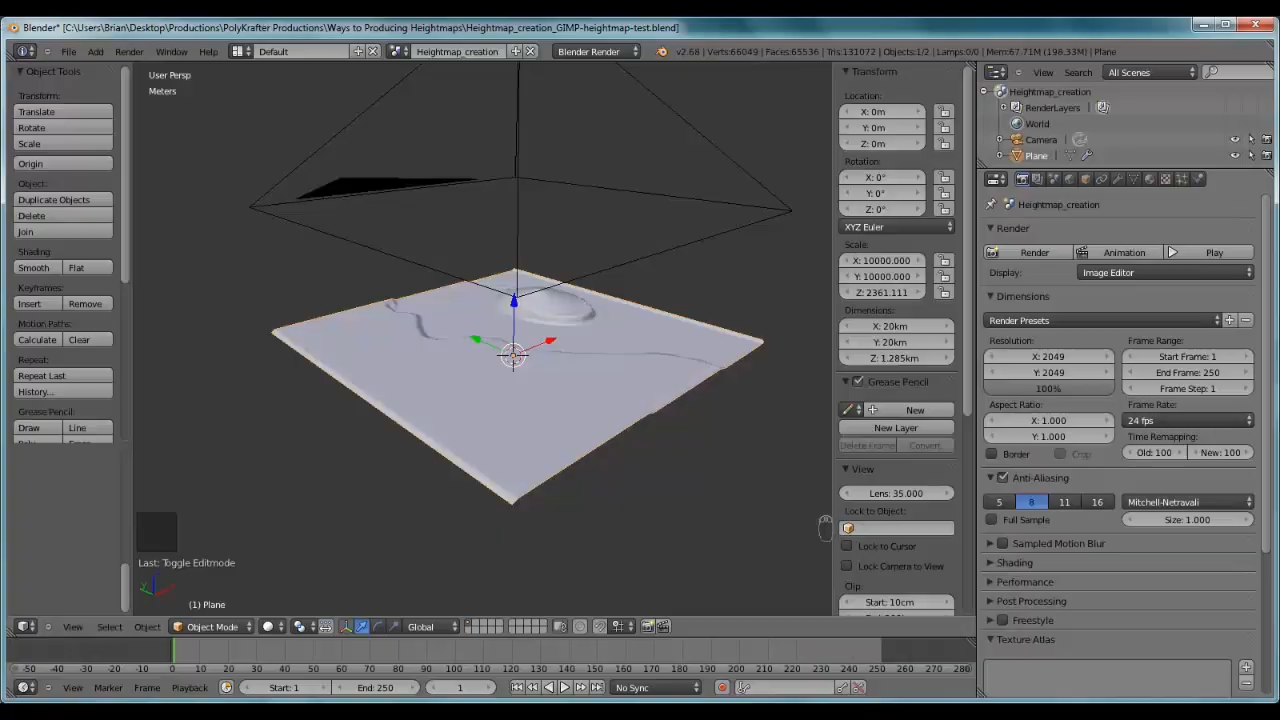 Blender* [C:\Users\Brian\Desktop\Productions\PolyKrafter Productions\Ways to Producing Heightmaps\Heightmap_creation_GIMP-heightmap-test.blend]
File Add Render Window Help Default Heightmap_creation Blender Render v2.68 | Verts:66049 | Faces:65536 | Tris:131072 | Objects:1/2 | Lamps:0/0 | Mem:67.71M (198.33M) | Plane
Object Tools
Transform:
Translate
Rotate
Scale
Origin
Object:
Duplicate Objects
Delete
Join
Shading:
Smooth Flat
Keyframes:
Insert Remove
Motion Paths:
Calculate Clear
Repeat:
Repeat Last
History...
Grease Pencil:
Draw Line
User Persp
Meters
Last: Toggle Editmode
(1) Plane
Transform
Location:
X: 0m
Y: 0m
Z: 0m
Rotation:
X: 0°
Y: 0°
Z: 0°
XYZ Euler
Scale:
X: 10000.000
Y: 10000.000
Z: 2361.111
Dimensions:
X: 20km
Y: 20km
Z: 1.285km
Grease Pencil
New
New Layer
Delete Frame Convert
View
Lens: 35.000
Lock to Object:
Lock to Cursor
Lock Camera to View
Clip:
Start: 10cm
View Search All Scenes
Heightmap_creation
RenderLayers
World
Camera
Plane
Heightmap_creation
Render
Render Animation Play
Display: Image Editor
Dimensions
Render Presets
Resolution: Frame Range:
X: 2049 Start Frame: 1
Y: 2049 End Frame: 250
100% Frame Step: 1
Aspect Ratio: Frame Rate:
X: 1.000 24 fps
Y: 1.000 Time Remapping:
Border Crop Old: 100 New: 100
Anti-Aliasing
5 8 11 16 Mitchell-Netravali
Full Sample Size: 1.000
Sampled Motion Blur
Shading
Performance
Post Processing
Freestyle
Texture Atlas
View Select Object Object Mode Global
-50 -40 -30 -20 -10 0 10 20 30 40 50 60 70 80 90 100 110 120 130 140 150 160 170 180 190 200 210 220 230 240 250 260 270 280
View Marker Frame Playback Start: 1 End: 250 1 No Sync